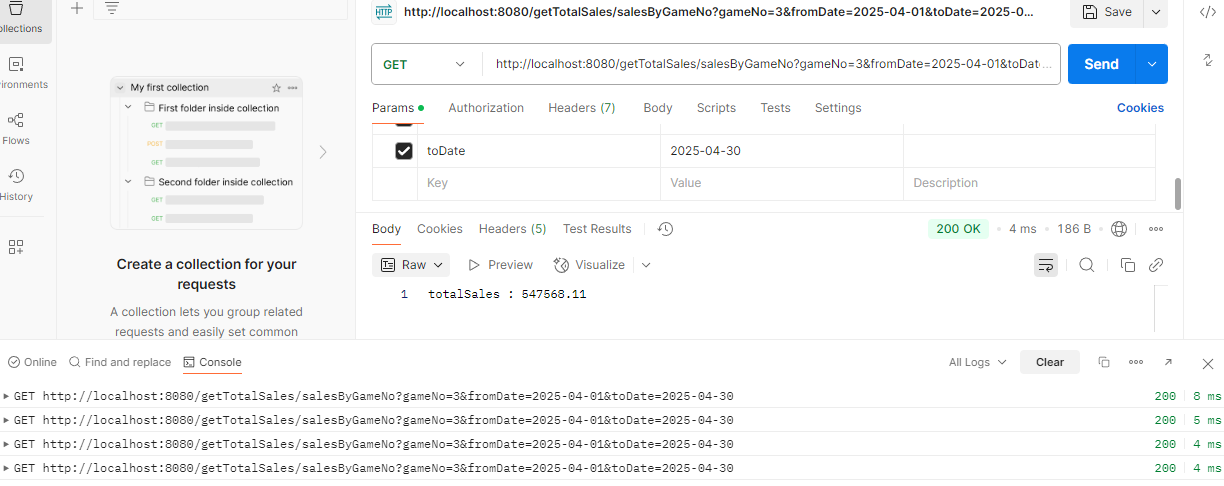 http://localhost:8080/getTotalSales/salesByGameNo?gameNo=3&fromDate=2025-04-01&toDate=2025-0...
Save
GET
http://localhost:8080/getTotalSales/salesByGameNo?gameNo=3&fromDate=2025-04-01&toDat...
Send
Params
Authorization
Headers (7)
Body
Scripts
Tests
Settings
Cookies
toDate
2025-04-30
Key
Value
Description
Body
Cookies
Headers (5)
Test Results
200 OK
4 ms
186 B
Raw
Preview
Visualize
1 totalSales : 547568.11
ollections
ironments
Flows
History
My first collection
First folder inside collection
GET
POST
GET
Second folder inside collection
GET
GET
Create a collection for your
requests
A collection lets you group related
requests and easily set common
Online
Find and replace
Console
All Logs
Clear
GET http://localhost:8080/getTotalSales/salesByGameNo?gameNo=3&fromDate=2025-04-01&toDate=2025-04-30 200 8 ms
GET http://localhost:8080/getTotalSales/salesByGameNo?gameNo=3&fromDate=2025-04-01&toDate=2025-04-30 200 5 ms
GET http://localhost:8080/getTotalSales/salesByGameNo?gameNo=3&fromDate=2025-04-01&toDate=2025-04-30 200 4 ms
GET http://localhost:8080/getTotalSales/salesByGameNo?gameNo=3&fromDate=2025-04-01&toDate=2025-04-30 200 4 ms